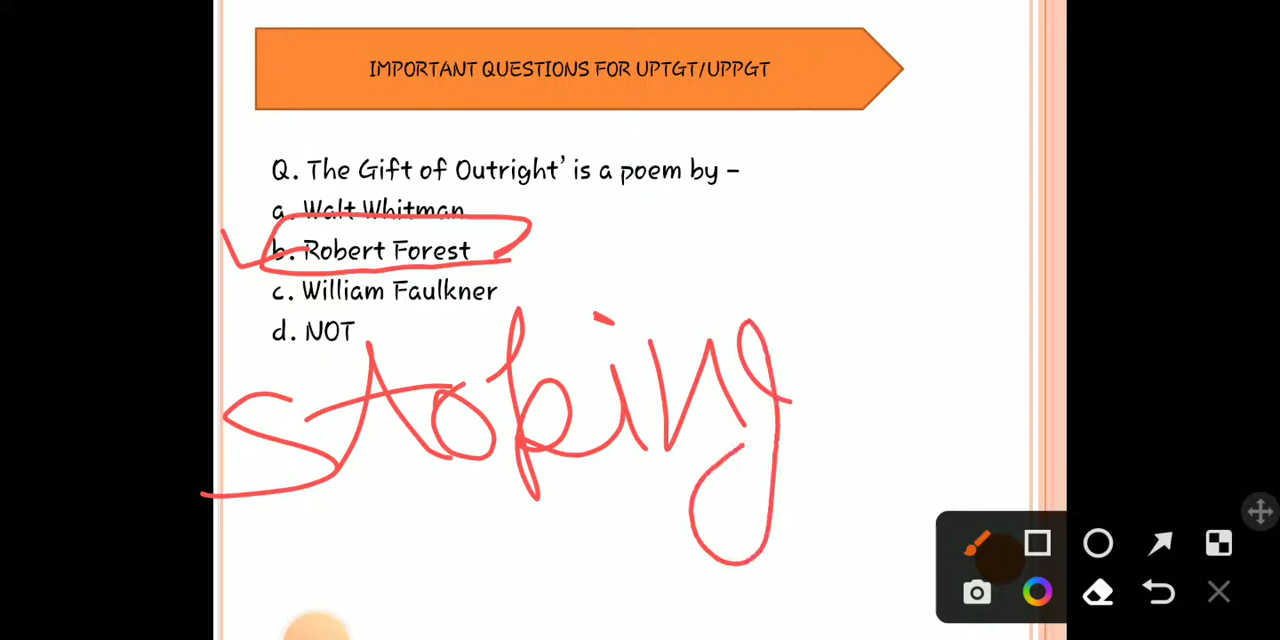 IMPORTANT QUESTIONS FOR UPTGT/UPPGT
Q. The Gift of Outright' is a poem by –
a. Walt Whitman
b. Robert Forest
c. William Faulkner
d. NOT